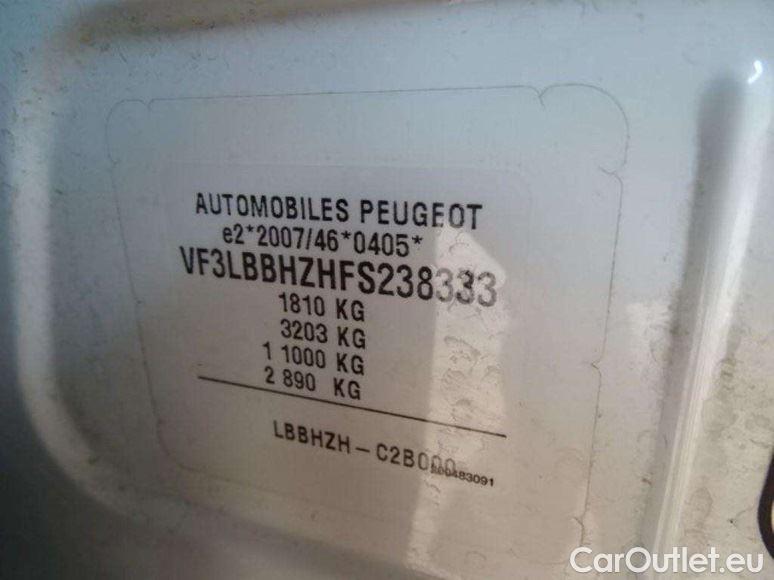 AUTOMOBILES PEUGEOT
e2*2007/46*0405*
VF3LBBHZHFS238333
1810 KG
3203 KG
1 1000 KG
2 890 KG
LBBHZH - C2B000
CarOutlet.eu